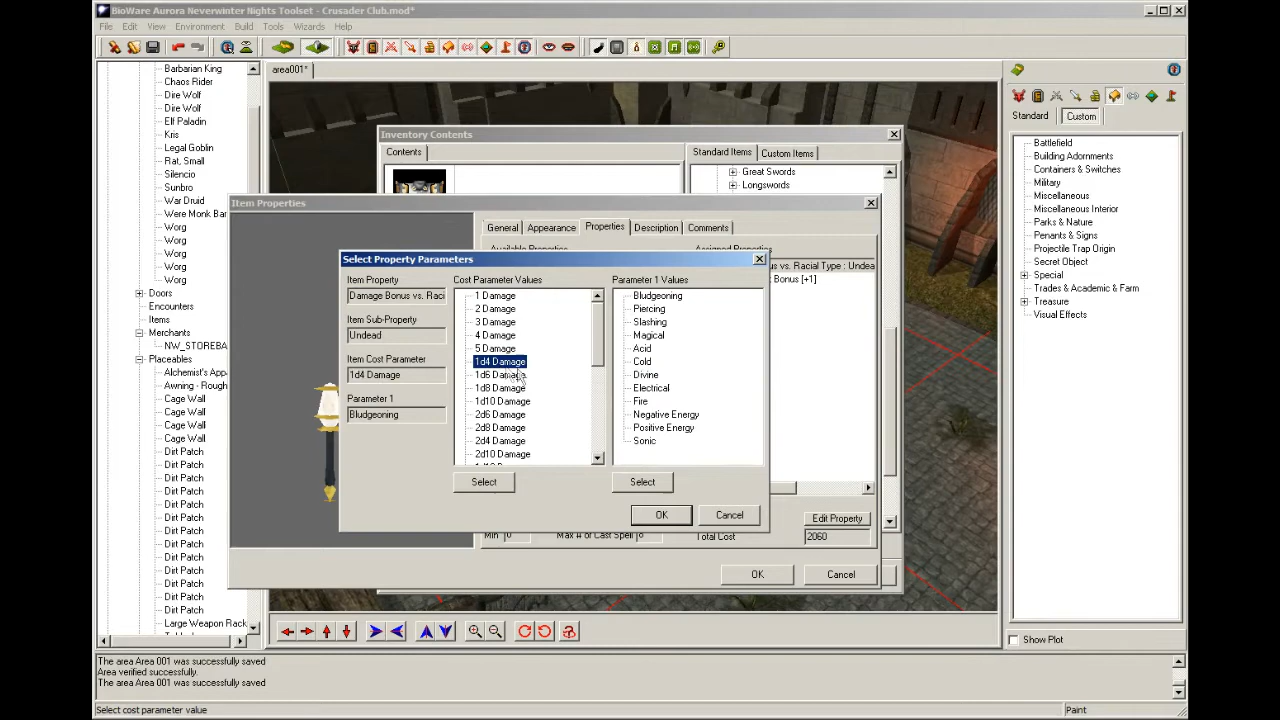 BioWare Aurora Neverwinter Nights Toolset - Crusader Club.mod*
File Edit View Environment Build Tools Wizards Help
Barbarian King
Chaos Rider
Dire Wolf
Dire Wolf
Elf Paladin
Kris
Legal Goblin
Rat, Small
Silencio
Sunbro
War Druid
Were Monk Bar
Worg
Worg
Worg
Worg
Worg
Doors
Encounters
Items
Merchants
NW_STOREBA
Placeables
Alchemist's Appa
Awning - Rough
Cage Wall
Cage Wall
Cage Wall
Cage Wall
Dirt Patch
Dirt Patch
Dirt Patch
Dirt Patch
Dirt Patch
Dirt Patch
Dirt Patch
Dirt Patch
Dirt Patch
Dirt Patch
Dirt Patch
Dirt Patch
Dirt Patch
Large Weapon Rack
area001*
Inventory Contents
Contents
Standard Items Custom Items
Great Swords
Longswords
Item Properties
General Appearance Properties Description Comments
Available Properties Assigned Properties
us vs. Racial Type : Undea
Bonus [+1]
Select Property Parameters
Item Property
Damage Bonus vs. Raci
Item Sub-Property
Undead
Item Cost Parameter
1d4 Damage
Parameter 1
Bludgeoning
Cost Parameter Values
1 Damage
2 Damage
3 Damage
4 Damage
5 Damage
1d4 Damage
1d6 Damage
1d8 Damage
1d10 Damage
2d6 Damage
2d8 Damage
2d4 Damage
2d10 Damage
Select
Parameter 1 Values
Bludgeoning
Piercing
Slashing
Magical
Acid
Cold
Divine
Electrical
Fire
Negative Energy
Positive Energy
Sonic
Select
OK Cancel
Edit Property
Min 0 Max # of Cast Spell 8 Total Cost 2060
OK Cancel
Standard Custom
Battlefield
Building Adornments
Containers & Switches
Military
Miscellaneous
Miscellaneous Interior
Parks & Nature
Penants & Signs
Projectile Trap Origin
Secret Object
Special
Trades & Academic & Farm
Treasure
Visual Effects
Show Plot
The area Area 001 was successfully saved
Area verified successfully.
The area Area 001 was successfully saved
Select cost parameter value Paint